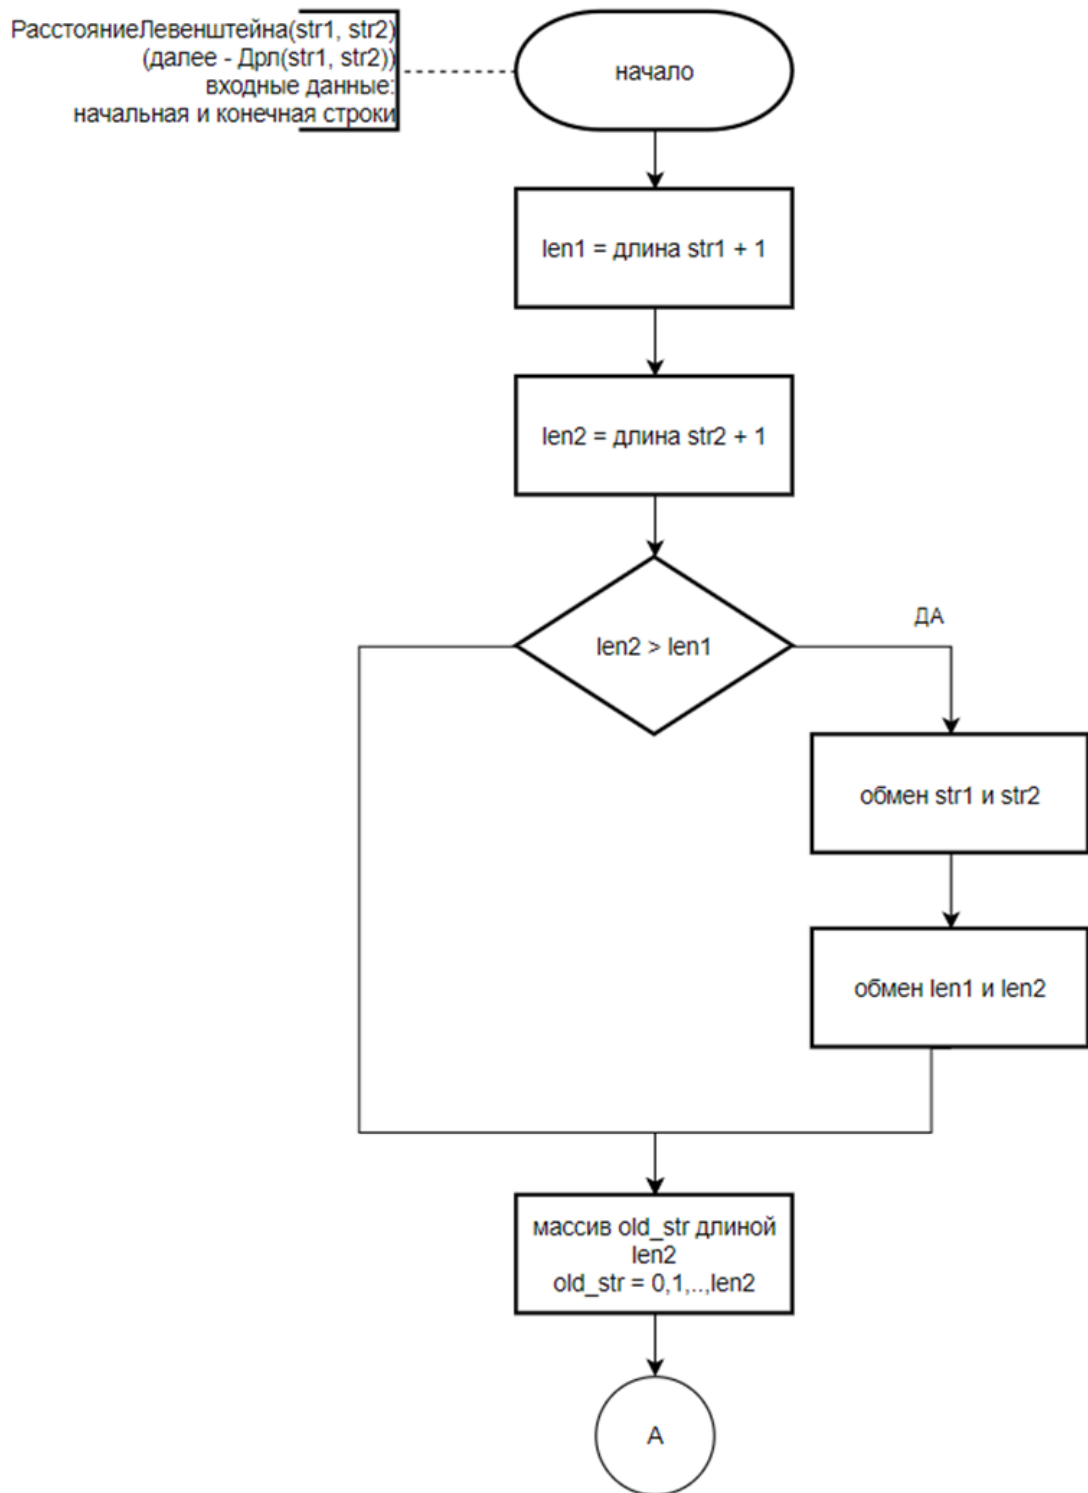 РасстояниеЛевенштейна(str1, str2)
(далее - Дрл(str1, str2))
входные данные:
начальная и конечная строки
начало
len1 = длина str1 + 1
len2 = длина str2 + 1
len2 > len1
ДА
обмен str1 и str2
обмен len1 и len2
массив old_str длиной
len2
old_str = 0,1,..,len2
A